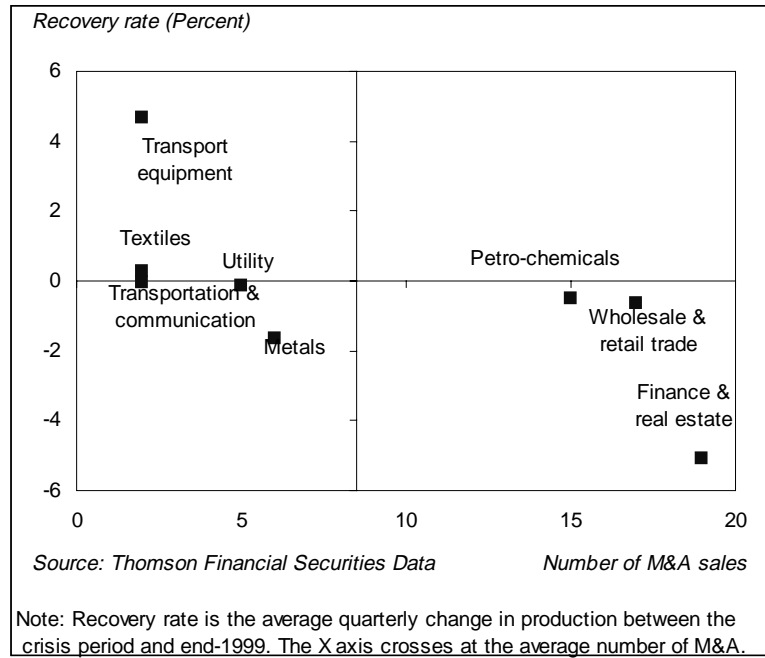 Recovery rate (Percent)
6
4
2
0
-2
-4
-6
Transport
equipment
Textiles
Utility
Transportation &
communication
Metals
Petro-chemicals
Wholesale &
retail trade
Finance &
real estate
0 5 10 15 20
Source: Thomson Financial Securities Data Number of M&A sales
Note: Recovery rate is the average quarterly change in production between the
crisis period and end-1999. The X axis crosses at the average number of M&A.